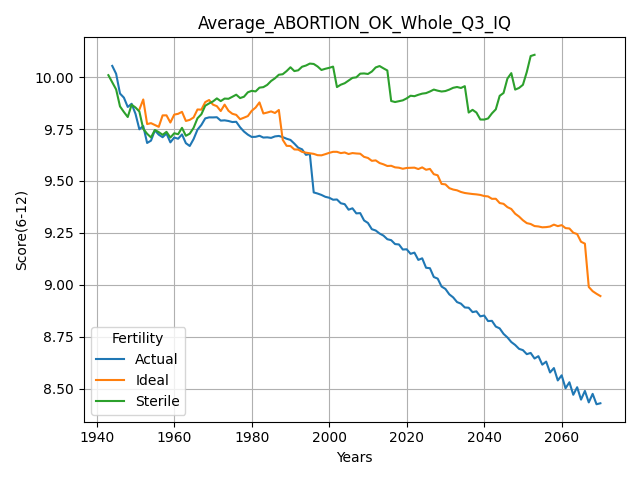 Average_ABORTION_OK_Whole_Q3_IQ
Score(6-12)
10.00
9.75
9.50
9.25
9.00
8.75
8.50
Fertility
Actual
Ideal
Sterile
1940 1960 1980 2000 2020 2040 2060
Years